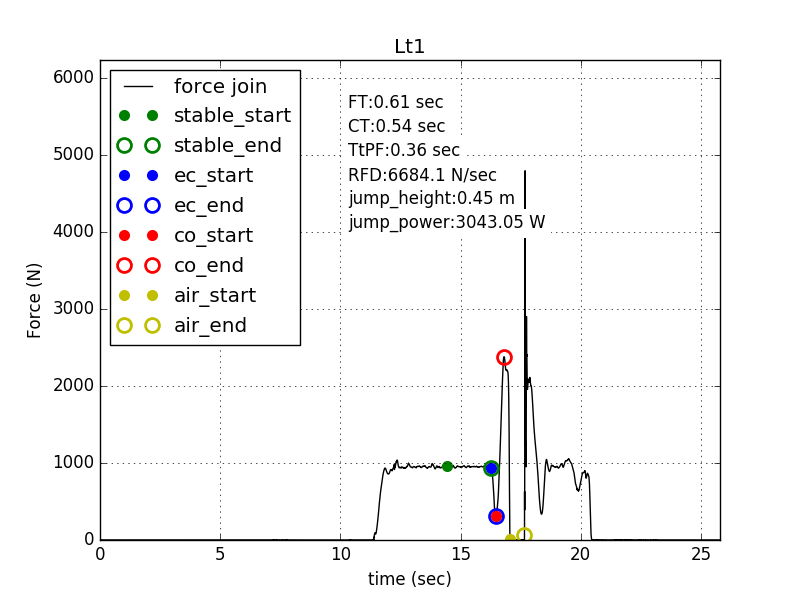 Lt1
6000
5000
4000
3000
2000
1000
0
Force (N)
force join
stable_start
stable_end
ec_start
ec_end
co_start
co_end
air_start
air_end
FT:0.61 sec
CT:0.54 sec
TtPF:0.36 sec
RFD:6684.1 N/sec
jump_height:0.45 m
jump_power:3043.05 W
0 5 10 15 20 25
time (sec)